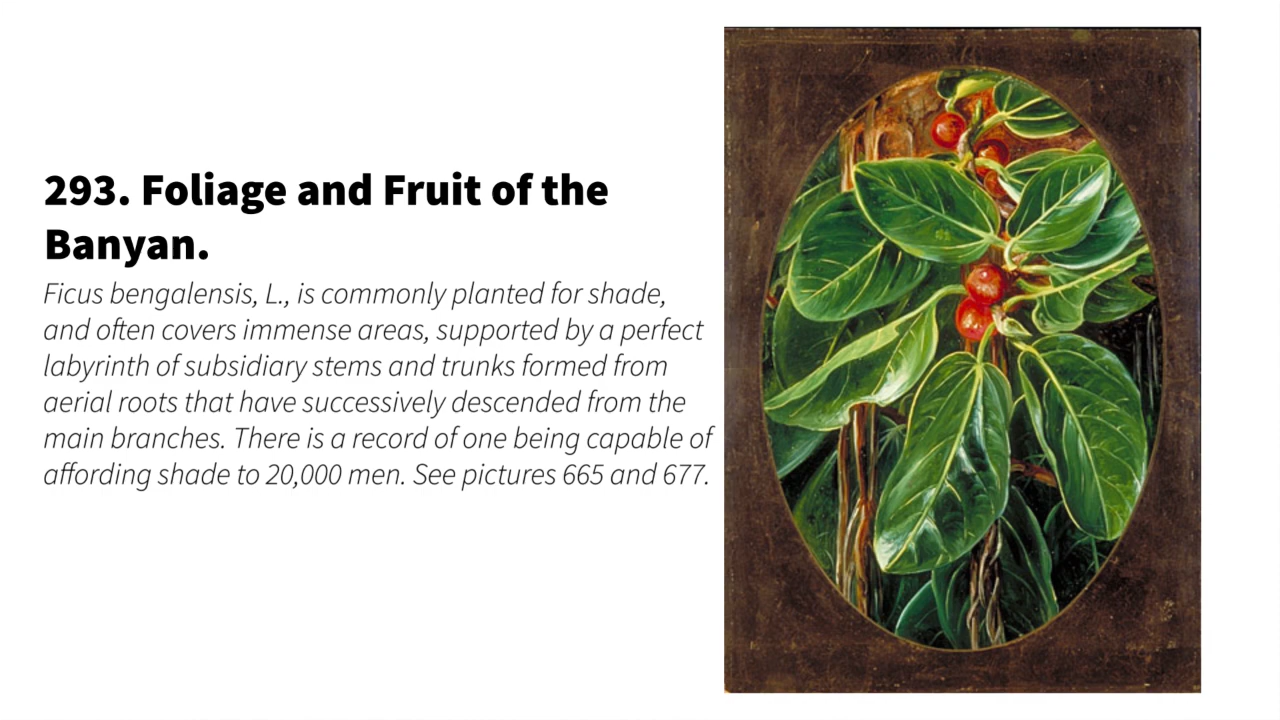 293. Foliage and Fruit of the
Banyan.
Ficus bengalensis, L., is commonly planted for shade,
and often covers immense areas, supported by a perfect
labyrinth of subsidiary stems and trunks formed from
aerial roots that have successively descended from the
main branches. There is a record of one being capable of
affording shade to 20,000 men. See pictures 665 and 677.